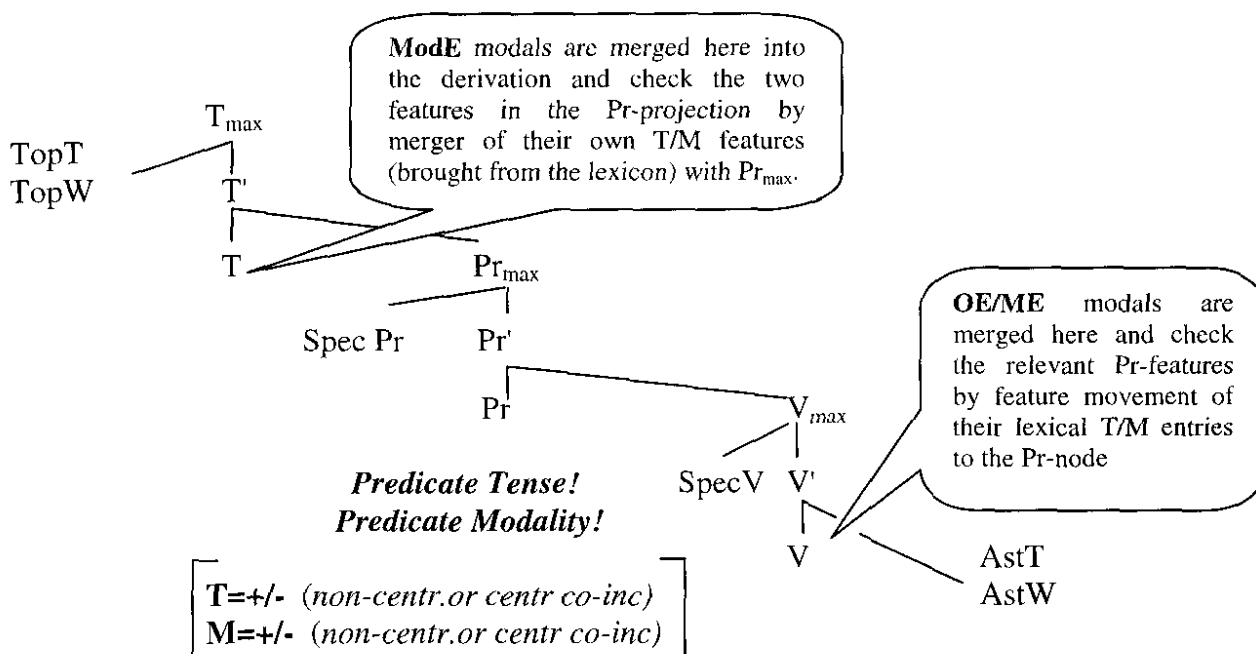 ModE modals are merged here into
the derivation and check the two
features in the Pr-projection by
merger of their own T/M features
(brought from the lexicon) with Prmax.
Tmax
TopT
TopW
T'
T
Prmax
Spec Pr
Pr'
Pr
OE/ME modals are
merged here and check
the relevant Pr-features
by feature movement of
their lexical T/M entries
to the Pr-node
Vmax
SpecV
V'
V
AstT
AstW
Predicate Tense!
Predicate Modality!
T=+/- (non-centr.or centr co-inc)
M=+/- (non-centr.or centr co-inc)